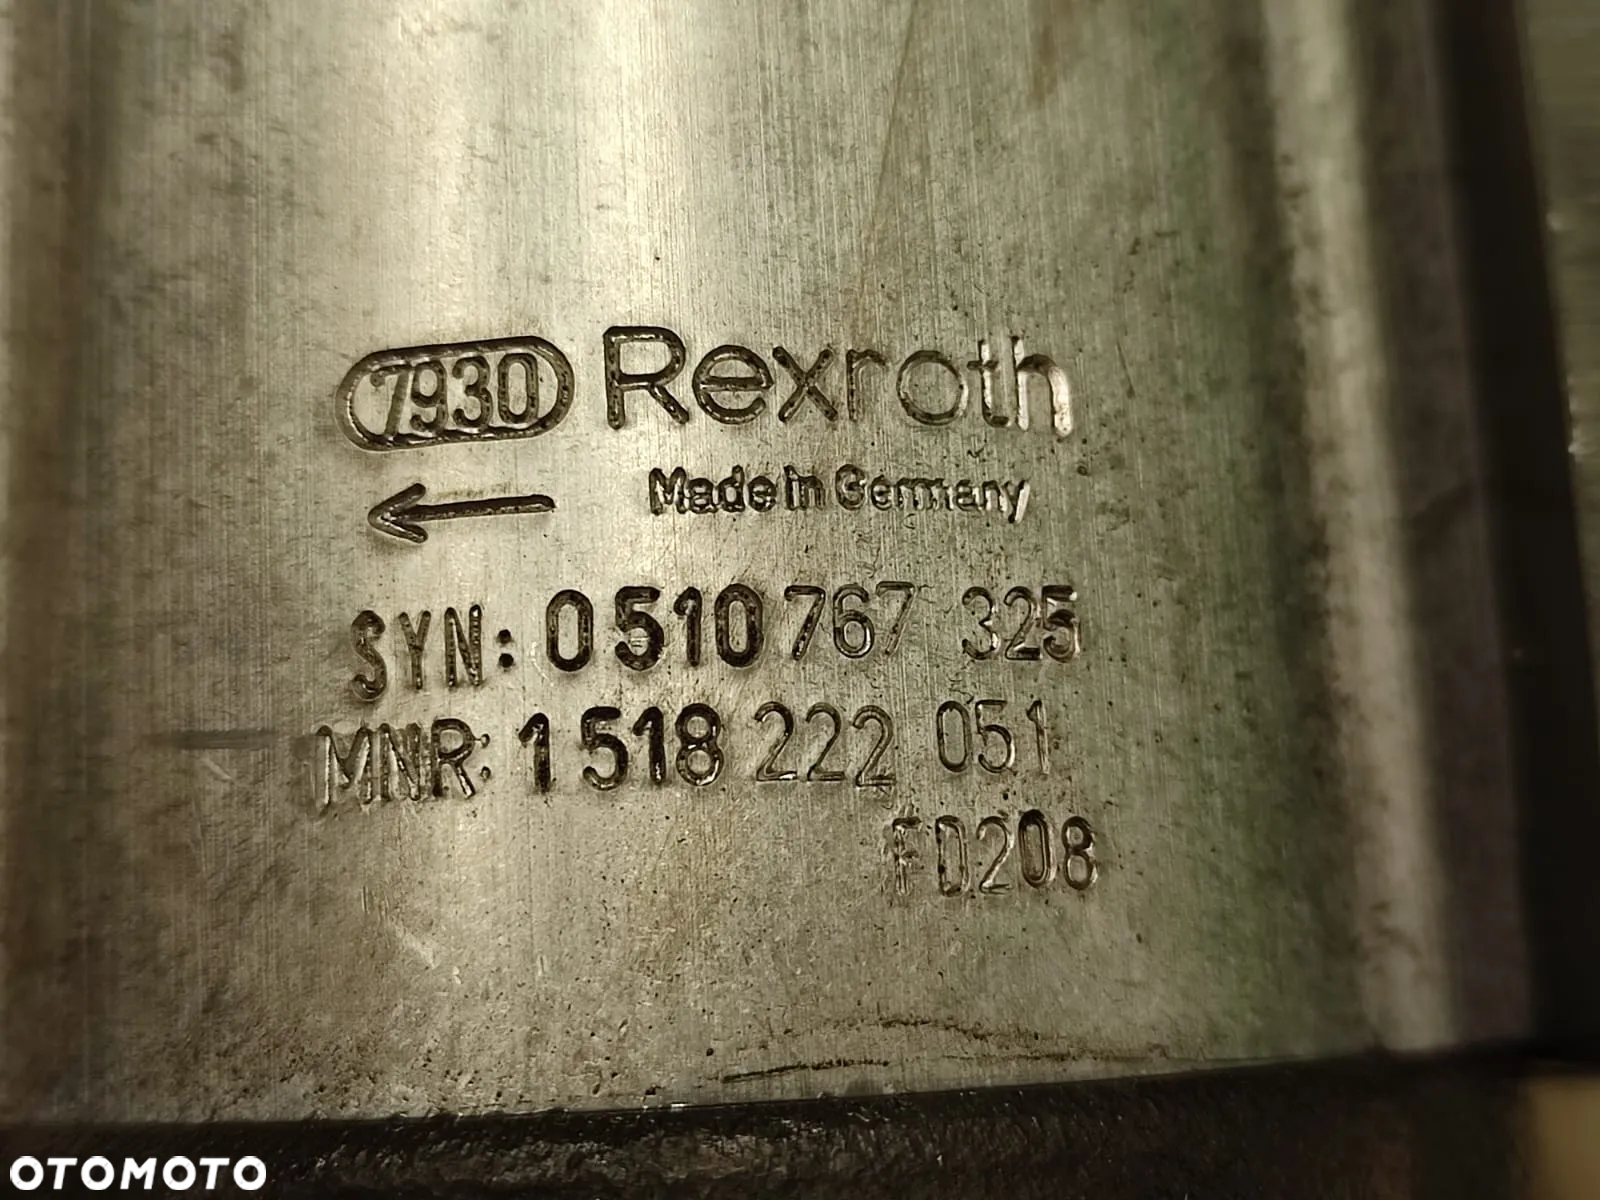 7930 Rexroth
Made in Germany
SYN: 0 510 767 325
MNR: 1 518 222 051
FD208
OTOMOTO